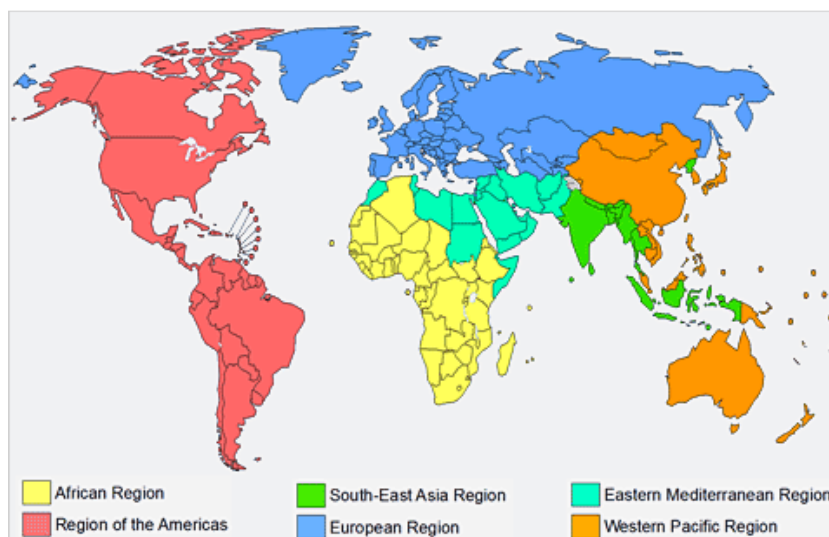 African Region
South-East Asia Region
Eastern Mediterranean Region
Region of the Americas
European Region
Western Pacific Region